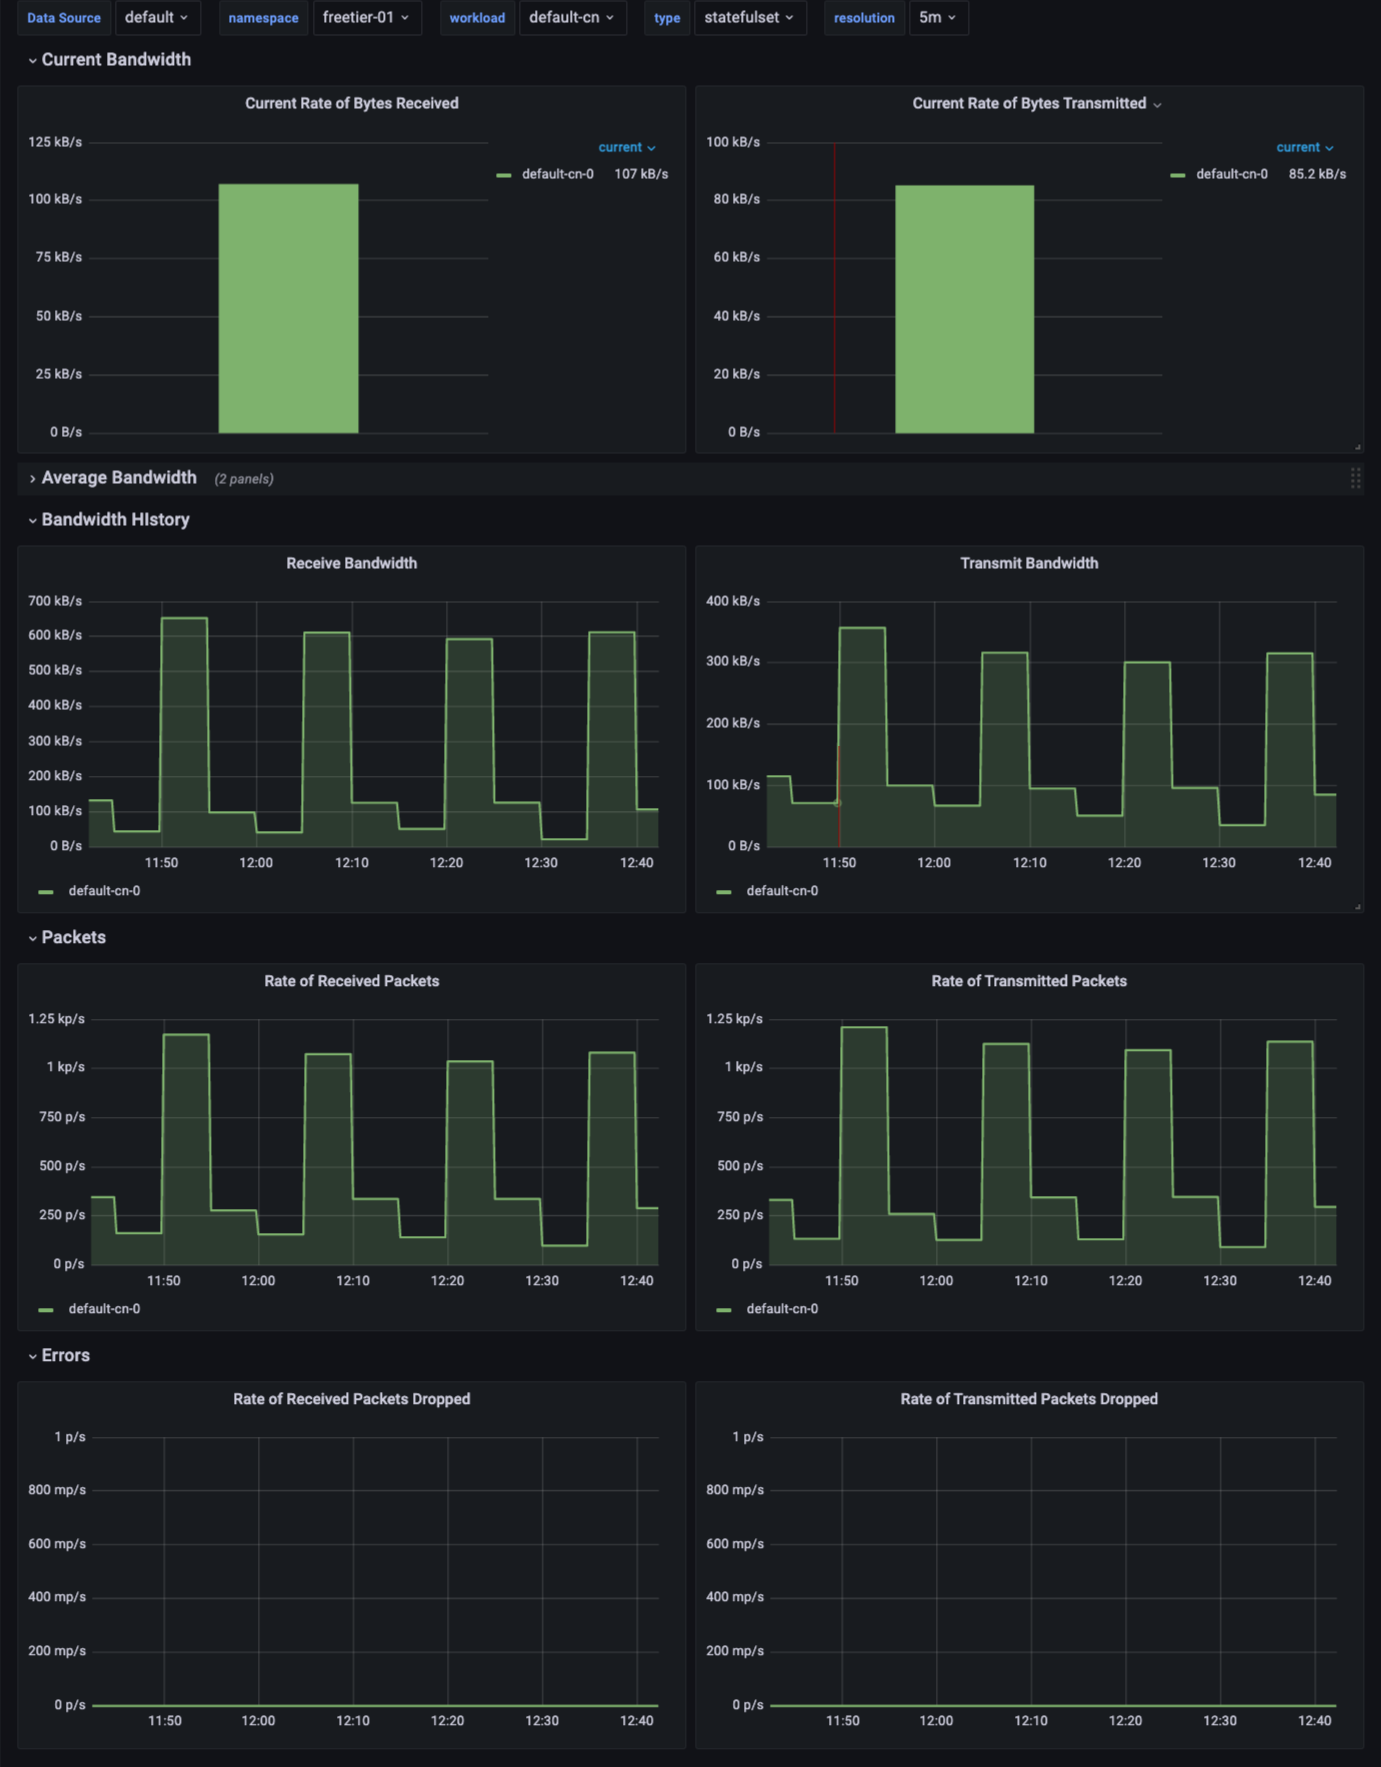 Data Source default namespace freetier-01 workload default-cn type statefulset resolution 5m
Current Bandwidth
Current Rate of Bytes Received
125 kB/s
100 kB/s
75 kB/s
50 kB/s
25 kB/s
0 B/s
current
default-cn-0 107 kB/s
Current Rate of Bytes Transmitted
100 kB/s
80 kB/s
60 kB/s
40 kB/s
20 kB/s
0 B/s
current
default-cn-0 85.2 kB/s
Average Bandwidth (2 panels)
Bandwidth HIstory
Receive Bandwidth
700 kB/s
600 kB/s
500 kB/s
400 kB/s
300 kB/s
200 kB/s
100 kB/s
0 B/s
11:50 12:00 12:10 12:20 12:30 12:40
default-cn-0
Transmit Bandwidth
400 kB/s
300 kB/s
200 kB/s
100 kB/s
0 B/s
11:50 12:00 12:10 12:20 12:30 12:40
default-cn-0
Packets
Rate of Received Packets
1.25 kp/s
1 kp/s
750 p/s
500 p/s
250 p/s
0 p/s
11:50 12:00 12:10 12:20 12:30 12:40
default-cn-0
Rate of Transmitted Packets
1.25 kp/s
1 kp/s
750 p/s
500 p/s
250 p/s
0 p/s
11:50 12:00 12:10 12:20 12:30 12:40
default-cn-0
Errors
Rate of Received Packets Dropped
1 p/s
800 mp/s
600 mp/s
400 mp/s
200 mp/s
0 p/s
11:50 12:00 12:10 12:20 12:30 12:40
Rate of Transmitted Packets Dropped
1 p/s
800 mp/s
600 mp/s
400 mp/s
200 mp/s
0 p/s
11:50 12:00 12:10 12:20 12:30 12:40